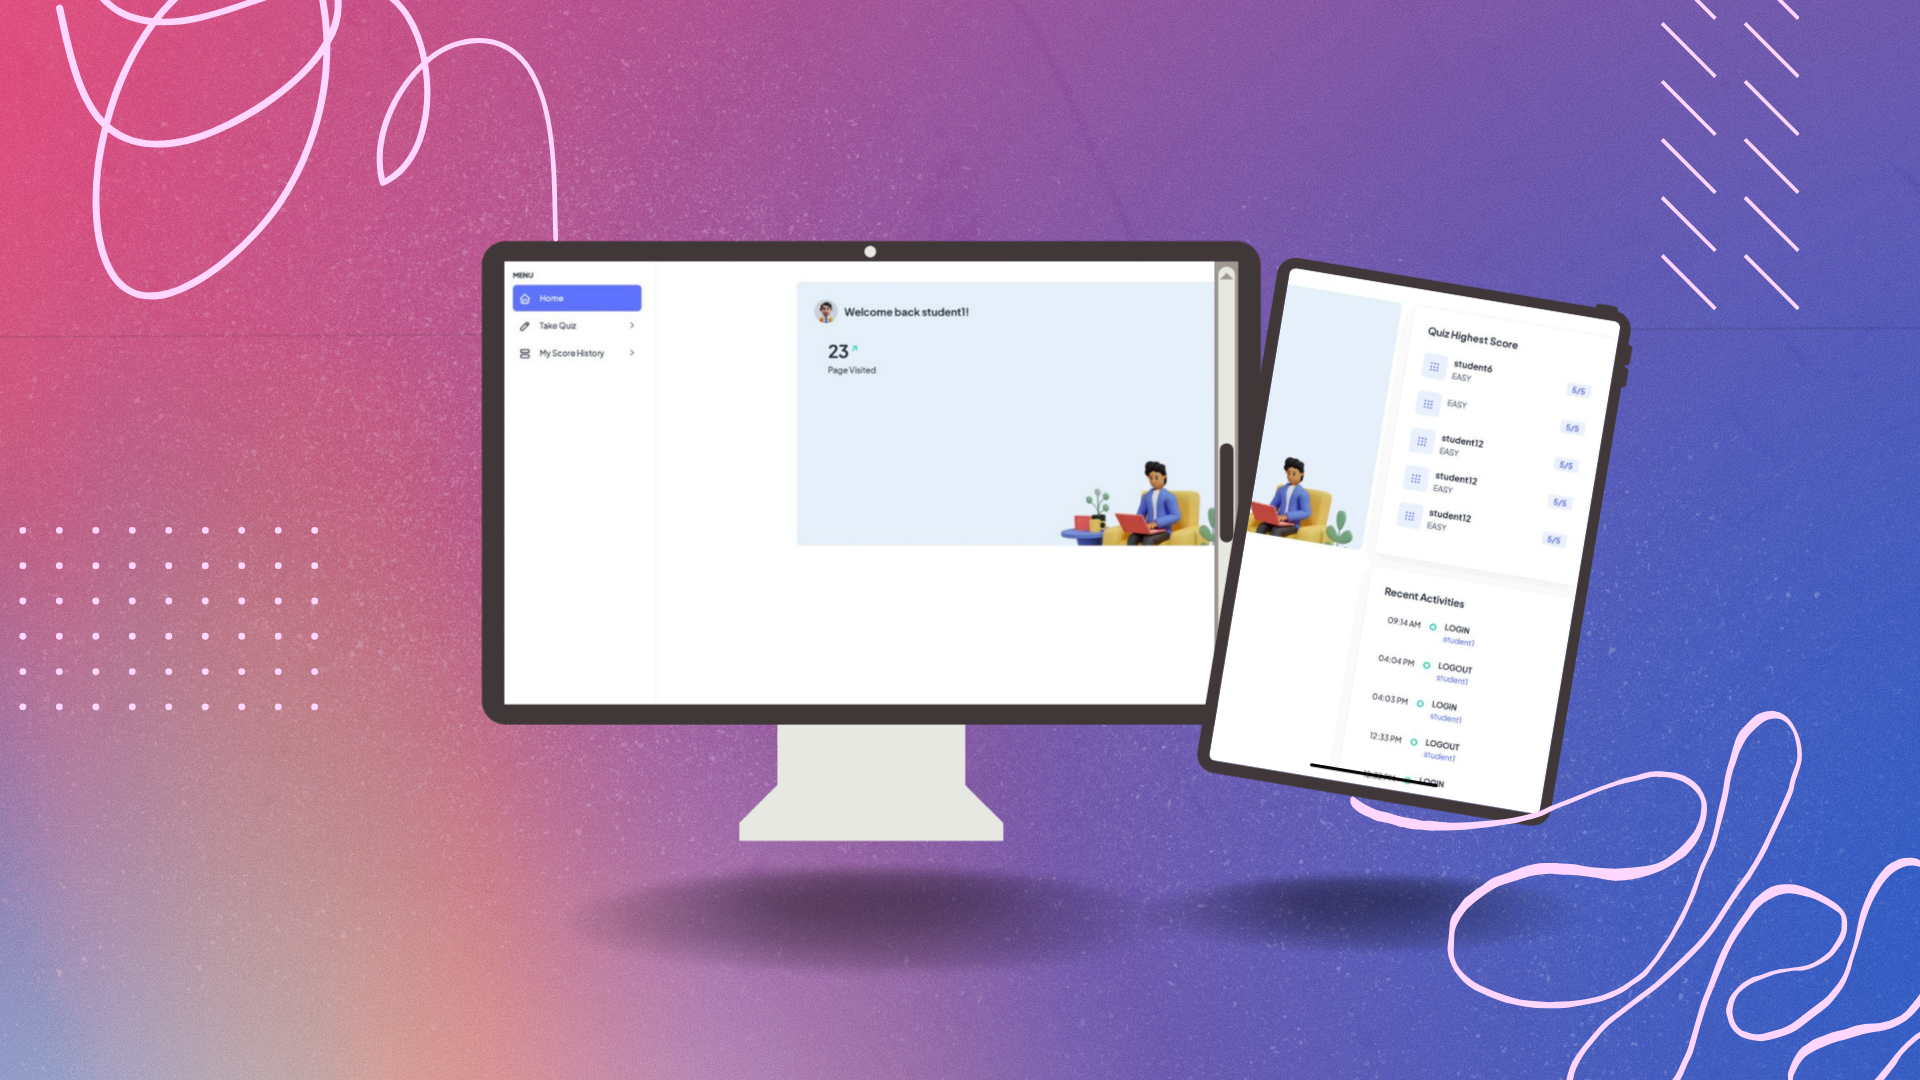 MENU
Home
Take Quiz
My Score History
Welcome back student1!
23
Page Visited
Quiz Highest Score
student6
EASY
5/5
EASY
5/5
student12
EASY
5/5
student12
EASY
5/5
student12
EASY
5/5
Recent Activities
09:14 AM LOGIN
student1
04:04 PM LOGOUT
student1
04:03 PM LOGIN
student1
12:33 PM LOGOUT
student1
LOGIN